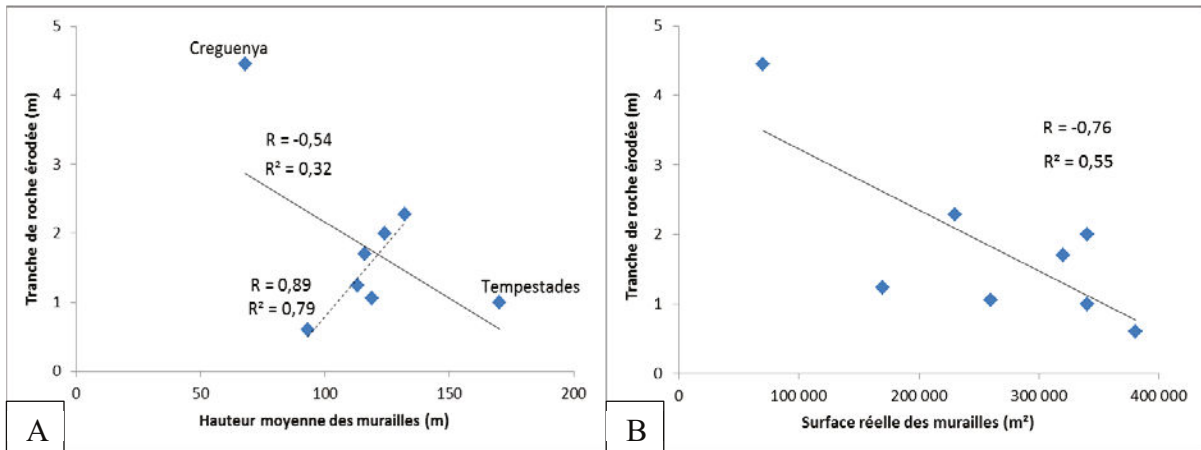 5
4
3
2
1
0
Tranche de roche érodée (m)
Creguenya
R = -0,54
R² = 0,32
R = 0,89
R² = 0,79
Tempestades
0
50
100
150
200
Hauteur moyenne des murailles (m)
A
5
4
3
2
1
0
Tranche de roche érodée (m)
R = -0,76
R² = 0,55
0
100 000
200 000
300 000
400 000
Surface réelle des murailles (m²)
B